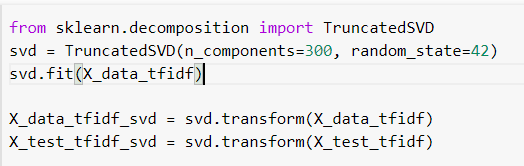 from sklearn.decomposition import TruncatedSVD
svd = TruncatedSVD(n_components=300, random_state=42)
svd.fit(X_data_tfidf)
X_data_tfidf_svd = svd.transform(X_data_tfidf)
X_test_tfidf_svd = svd.transform(X_test_tfidf)